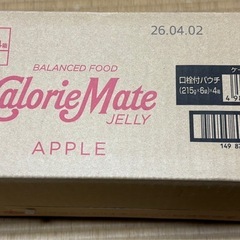 26.04.02
BALANCED FOOD
CalorieMate
JELLY
APPLE
口栓付パウチ
(215g×6袋)×4箱